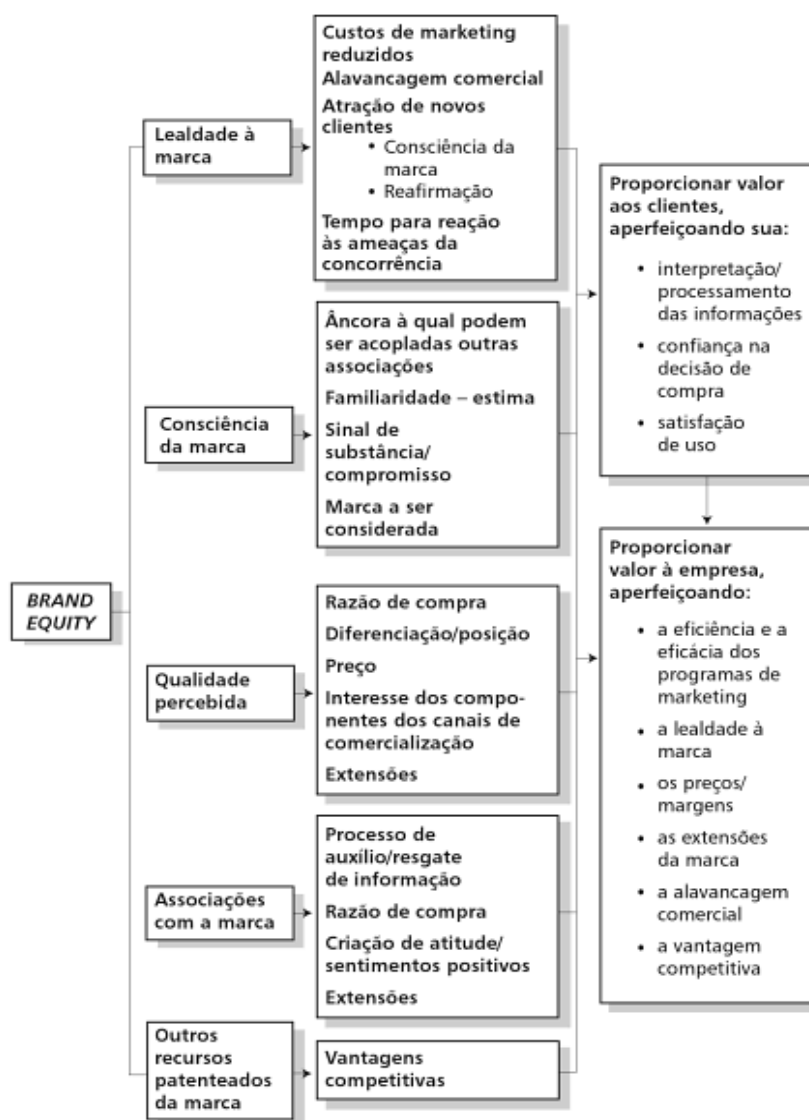 BRAND
EQUITY
Lealdade à
marca
Custos de marketing
reduzidos
Alavancagem comercial
Atração de novos
clientes
• Consciência da
marca
• Reafirmação
Tempo para reação
às ameaças da
concorrência
Consciência
da marca
Âncora à qual podem
ser acopladas outras
associações
Familiaridade – estima
Sinal de
substância/
compromisso
Marca a ser
considerada
Qualidade
percebida
Razão de compra
Diferenciação/posição
Preço
Interesse dos compo-
nentes dos canais de
comercialização
Extensões
Associações
com a marca
Processo de
auxílio/resgate
de informação
Razão de compra
Criação de atitude/
sentimentos positivos
Extensões
Outros
recursos
patenteados
da marca
Vantagens
competitivas
Proporcionar valor
aos clientes,
aperfeiçoando sua:
• interpretação/
processamento
das informações
• confiança na
decisão de
compra
• satisfação
de uso
Proporcionar
valor à empresa,
aperfeiçoando:
• a eficiência e a
eficácia dos
programas de
marketing
• a lealdade à
marca
• os preços/
margens
• as extensões
da marca
• a alavancagem
comercial
• a vantagem
competitiva